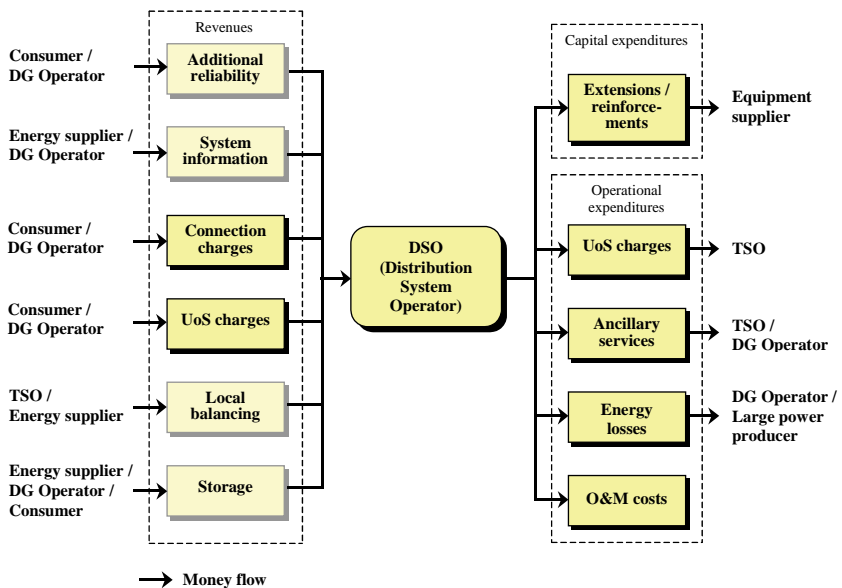 Revenues
Consumer /
DG Operator
Additional
reliability
Energy supplier /
DG Operator
System
information
Consumer /
DG Operator
Connection
charges
Consumer /
DG Operator
UoS charges
TSO /
Energy supplier
Local
balancing
Energy supplier /
DG Operator /
Consumer
Storage
DSO
(Distribution
System
Operator)
Capital expenditures
Extensions /
reinforce-
ments
Equipment
supplier
Operational
expenditures
UoS charges
TSO
Ancillary
services
TSO /
DG Operator
Energy
losses
DG Operator /
Large power
producer
O&M costs
Money flow